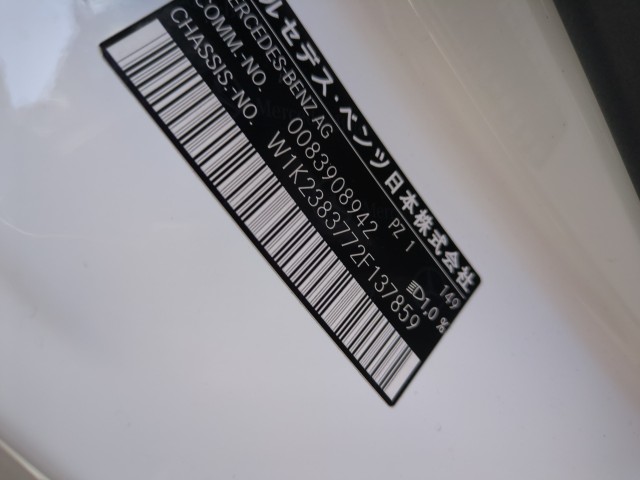 ルセデス・ベンツ日本株式会社
MERCEDES-BENZ AG PZ 1 149
COMM.-NO. 0083908942 1.0 %
CHASSIS-NO. W1K2383772F137859